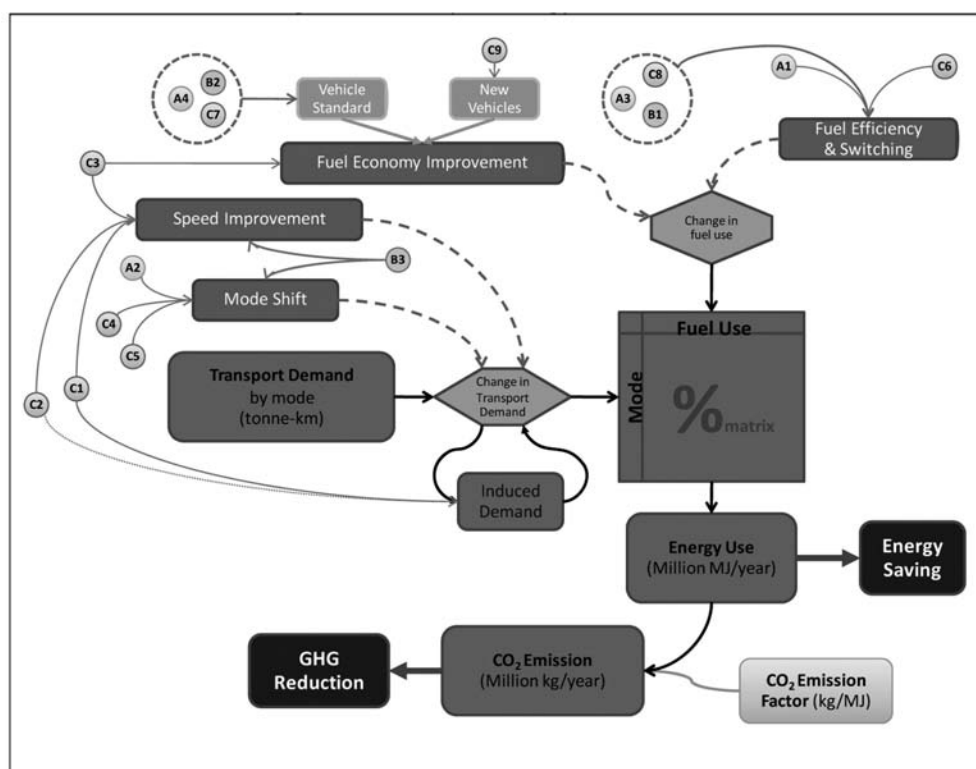 C9
B2
A4
C7
Vehicle
Standard
New
Vehicles
C8
A3
B1
A1
C6
Fuel Efficiency
& Switching
C3
Fuel Economy Improvement
Speed Improvement
Change in
fuel use
B3
A2
Mode Shift
C4
C5
Fuel Use
Mode
%matrix
Transport Demand
by mode
(tonne-km)
Change in
Transport
Demand
C1
C2
Induced
Demand
Energy Use
(Million MJ/year)
Energy
Saving
GHG
Reduction
CO2 Emission
(Million kg/year)
CO2 Emission
Factor (kg/MJ)